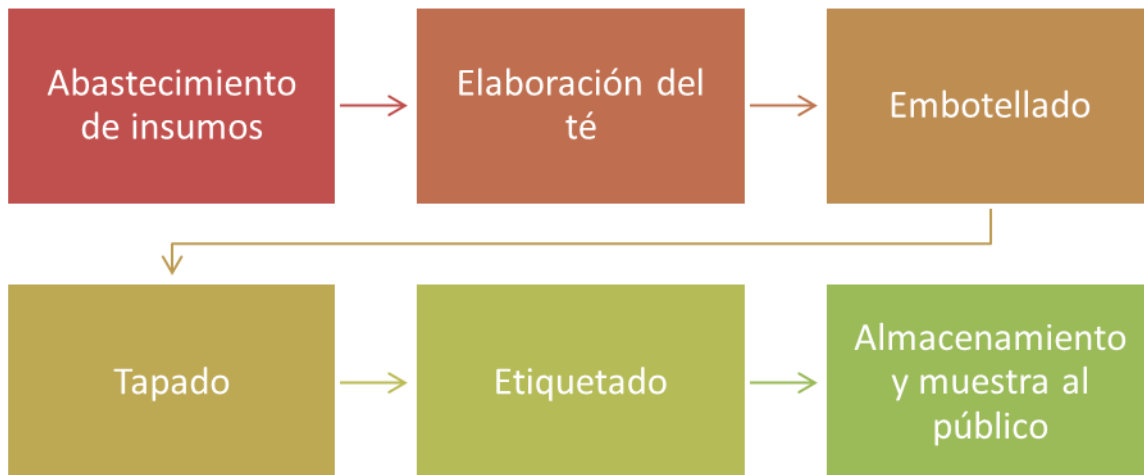 Abastecimiento
de insumos
Elaboración del
té
Embotellado
Tapado
Etiquetado
Almacenamiento
y muestra al
público